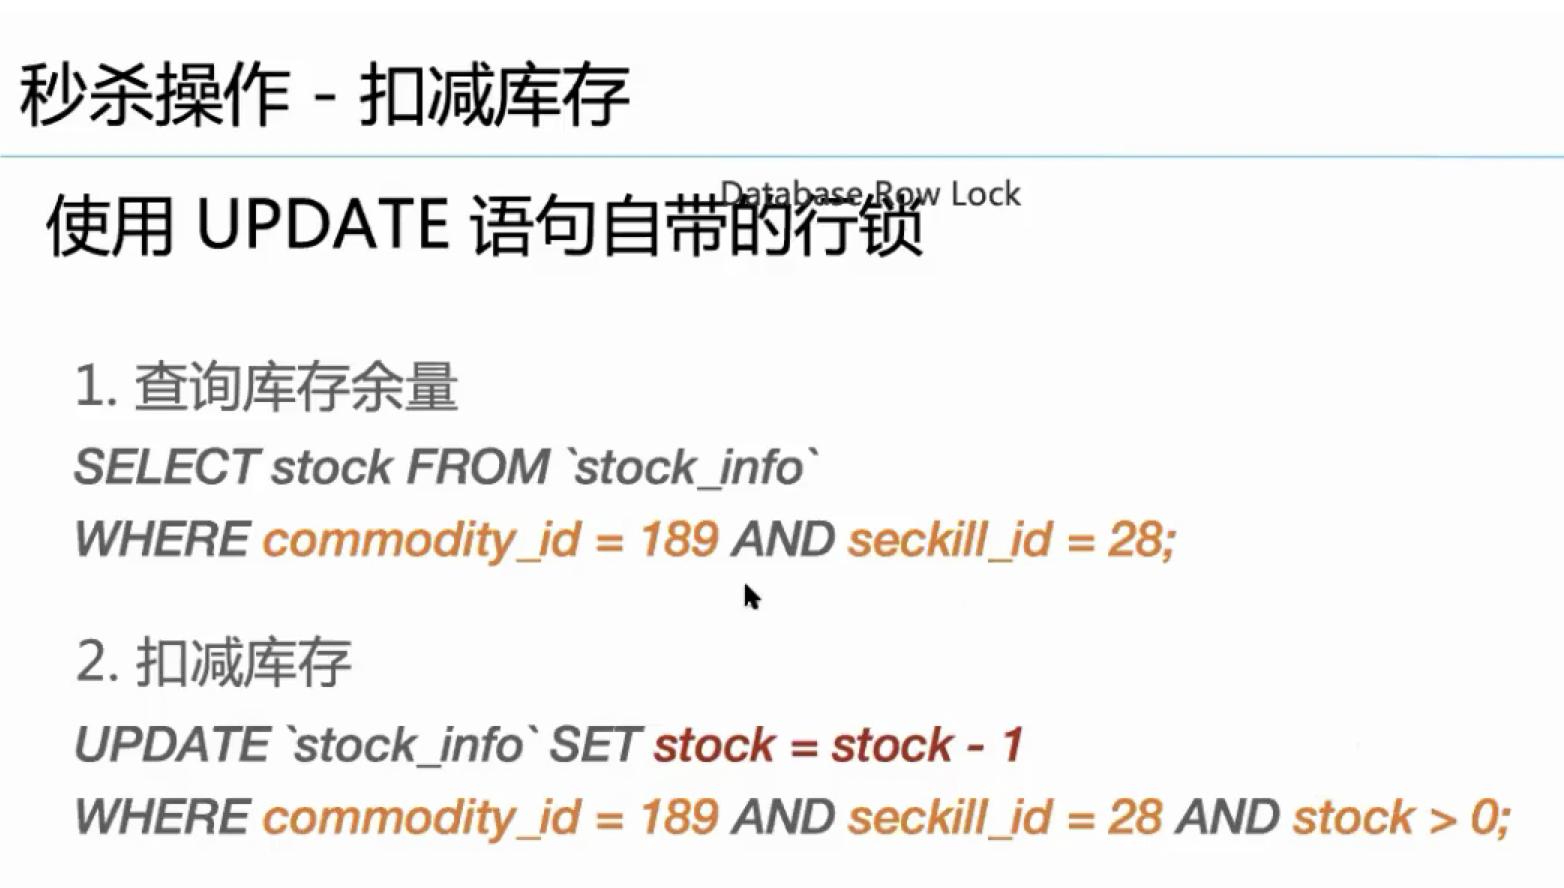 秒杀操作 - 扣减库存
Database Row Lock
使用 UPDATE 语句自带的行锁
1. 查询库存余量
SELECT stock FROM `stock_info`
WHERE commodity_id = 189 AND seckill_id = 28;
2. 扣减库存
UPDATE `stock_info` SET stock = stock - 1
WHERE commodity_id = 189 AND seckill_id = 28 AND stock > 0;